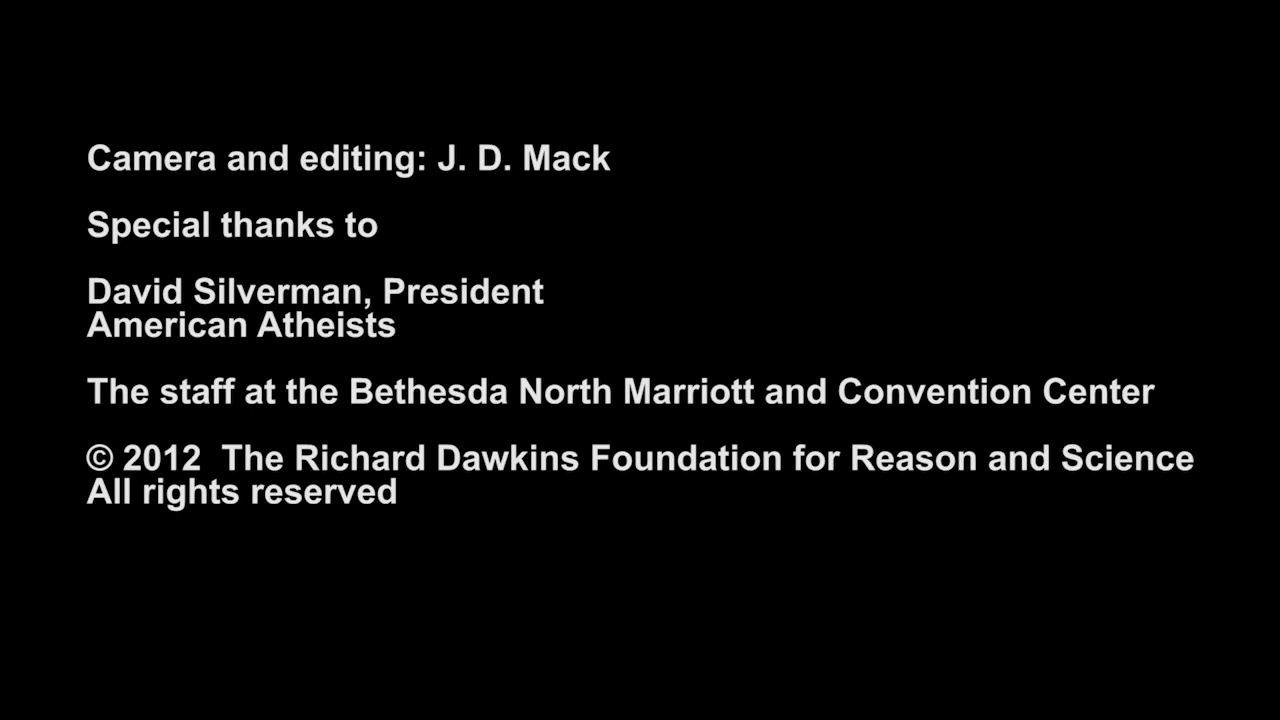 Camera and editing: J. D. Mack
Special thanks to
David Silverman, President
American Atheists
The staff at the Bethesda North Marriott and Convention Center
© 2012  The Richard Dawkins Foundation for Reason and Science
All rights reserved